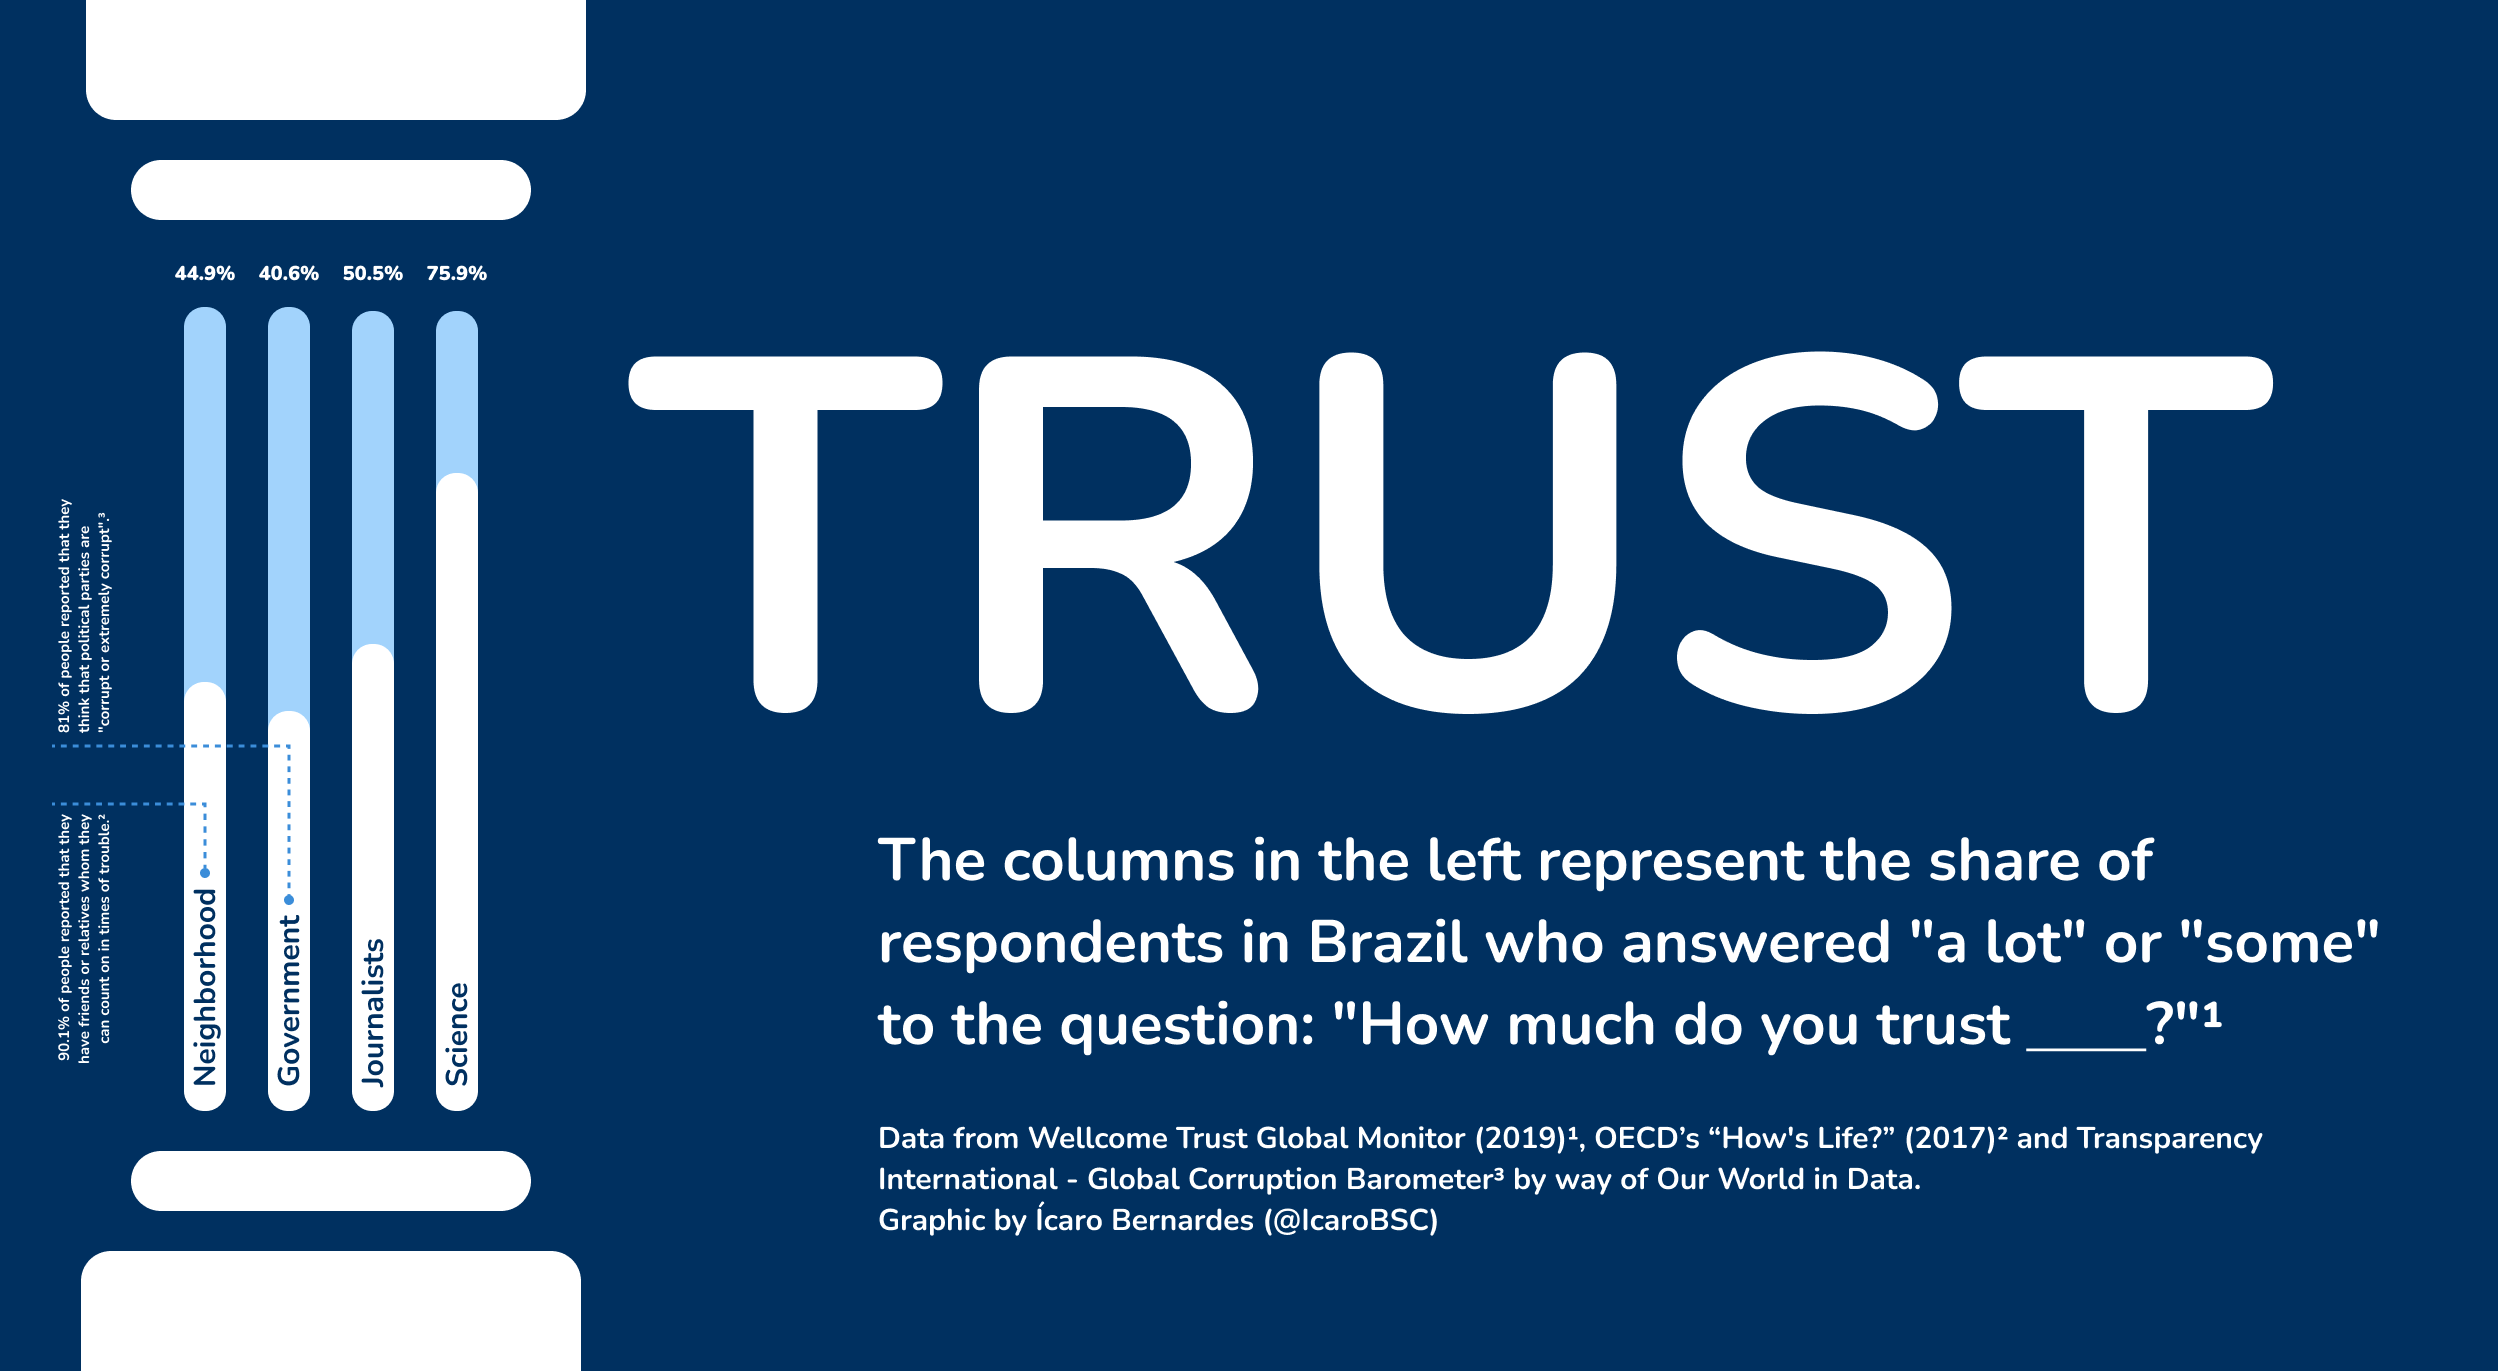 44.9% 40.6% 50.5% 75.9%
81% of people reported that they
think that political parties are
"corrupt or extremely corrupt".³
90.1% of people reported that they
have friends or relatives whom they
can count on in times of trouble.²
Neighborhood
Government
Journalists
Science
TRUST
The columns in the left represent the share of
respondents in Brazil who answered "a lot" or "some"
to the question: "How much do you trust _____?"¹
Data from Wellcome Trust Global Monitor (2019)¹, OECD’s “How's Life?” (2017)² and Transparency
International - Global Corruption Barometer³ by way of Our World in Data.
Graphic by Ícaro Bernardes (@IcaroBSC)